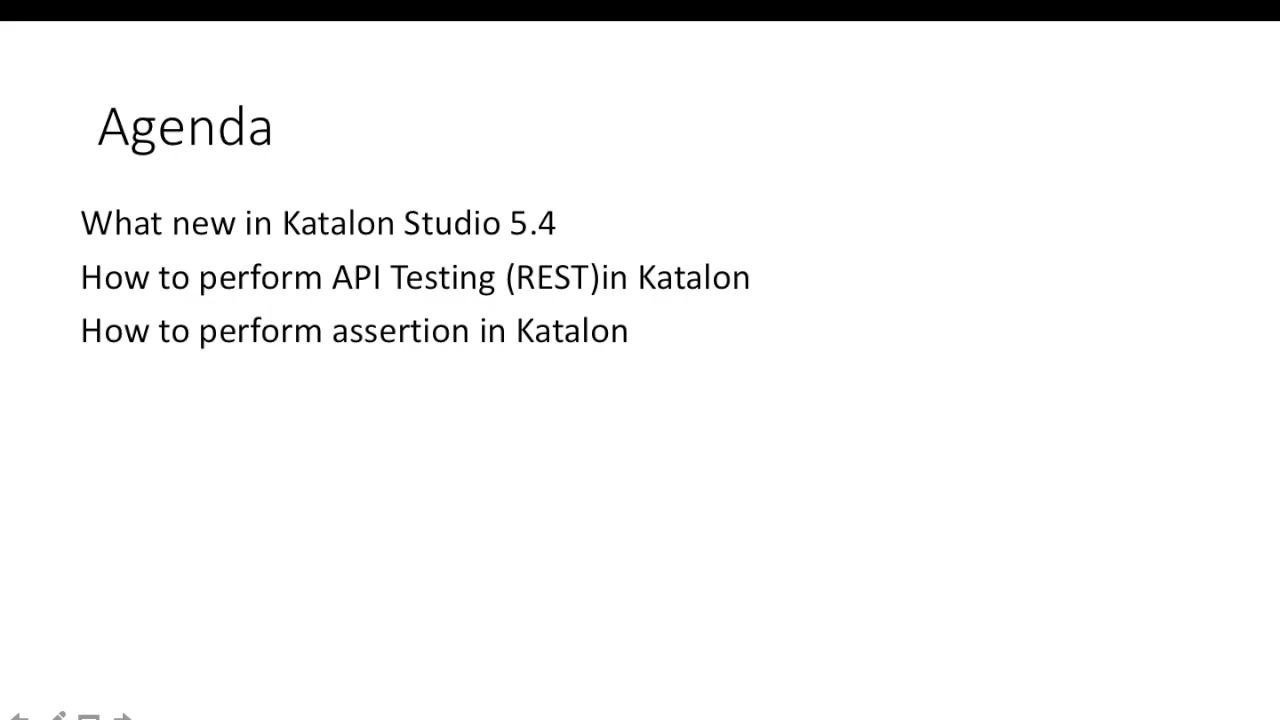 Agenda
What new in Katalon Studio 5.4
How to perform API Testing (REST)in Katalon
How to perform assertion in Katalon